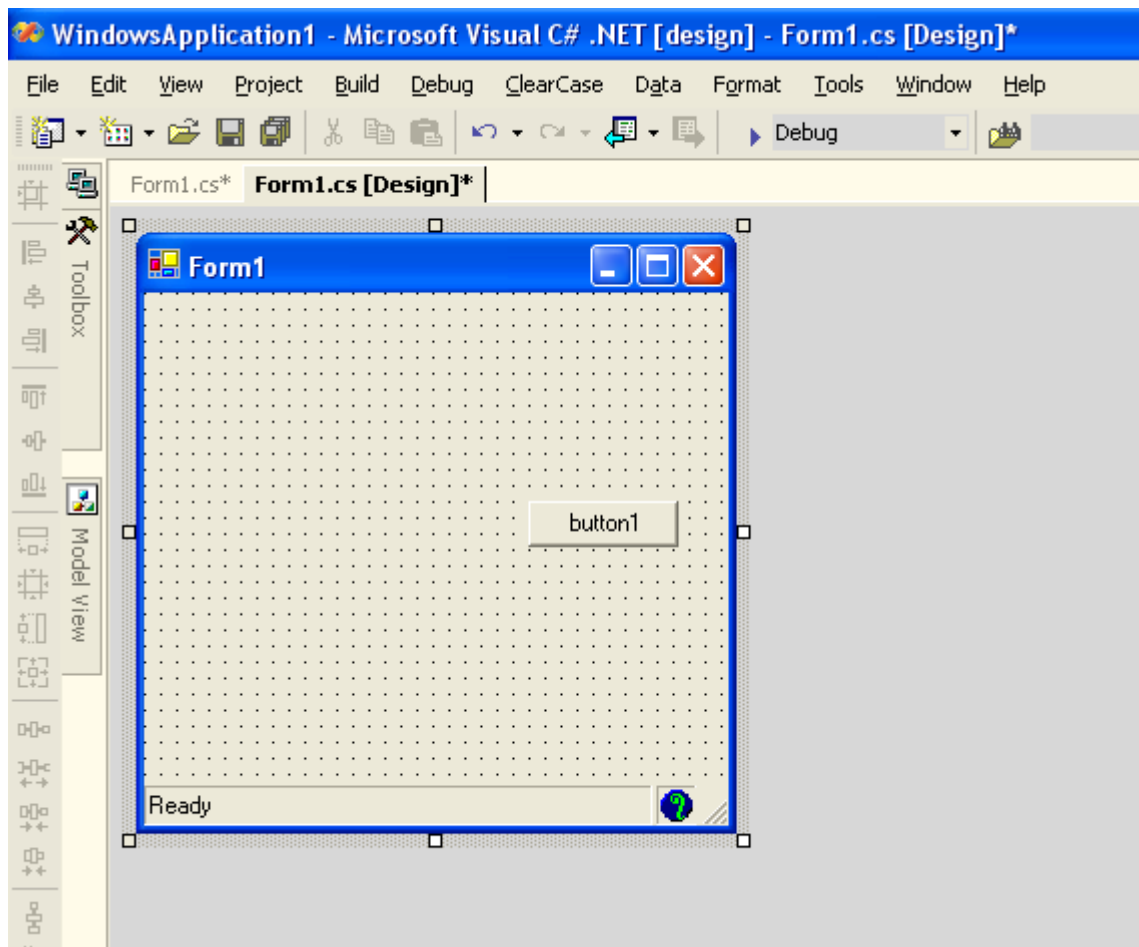 WindowsApplication1 - Microsoft Visual C# .NET [design] - Form1.cs [Design]*
File Edit View Project Build Debug ClearCase Data Format Tools Window Help
Debug
Form1.cs* Form1.cs [Design]*
Toolbox
Form1
button1
Model View
Ready